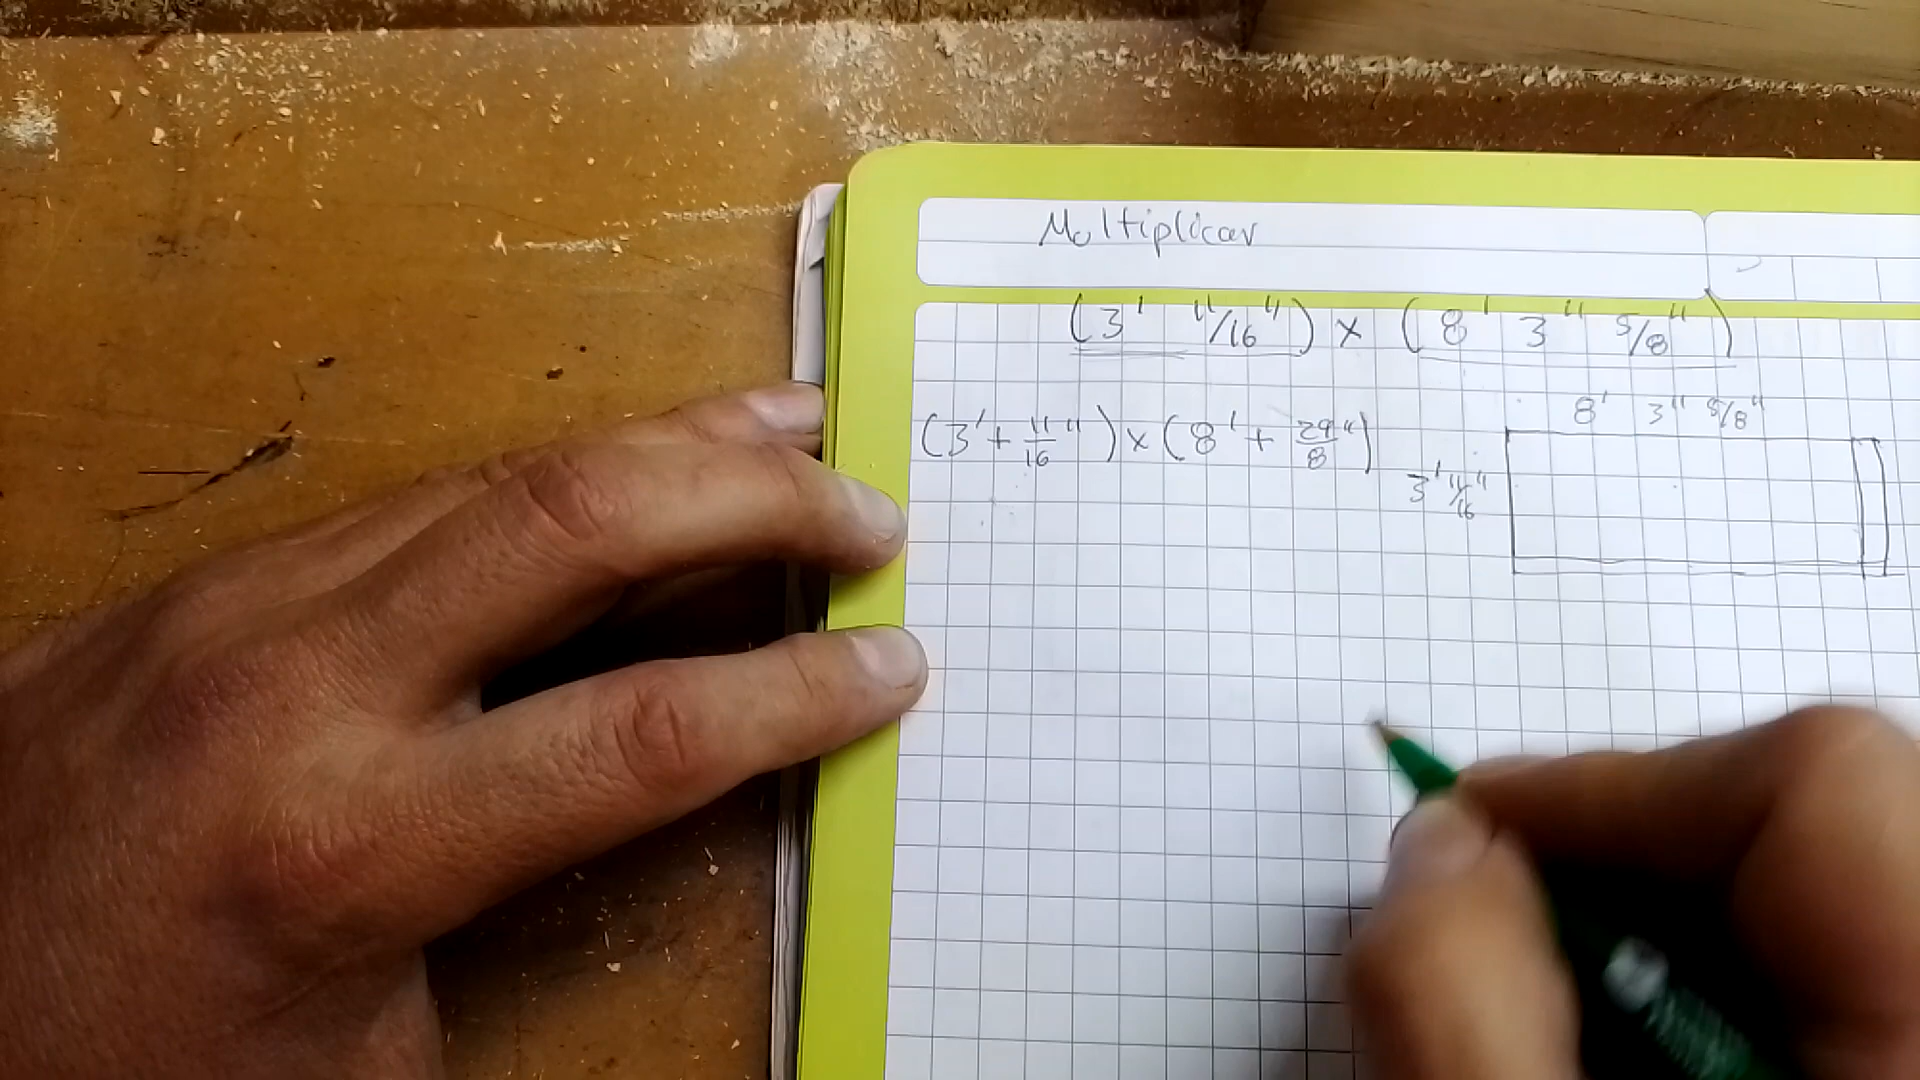 Multiplicar
(3' 11/16") x (8' 3" 5/8")
8' 3" 5/8"
(3' + 11/16") x (8' + 29/8")
3' 11/16"